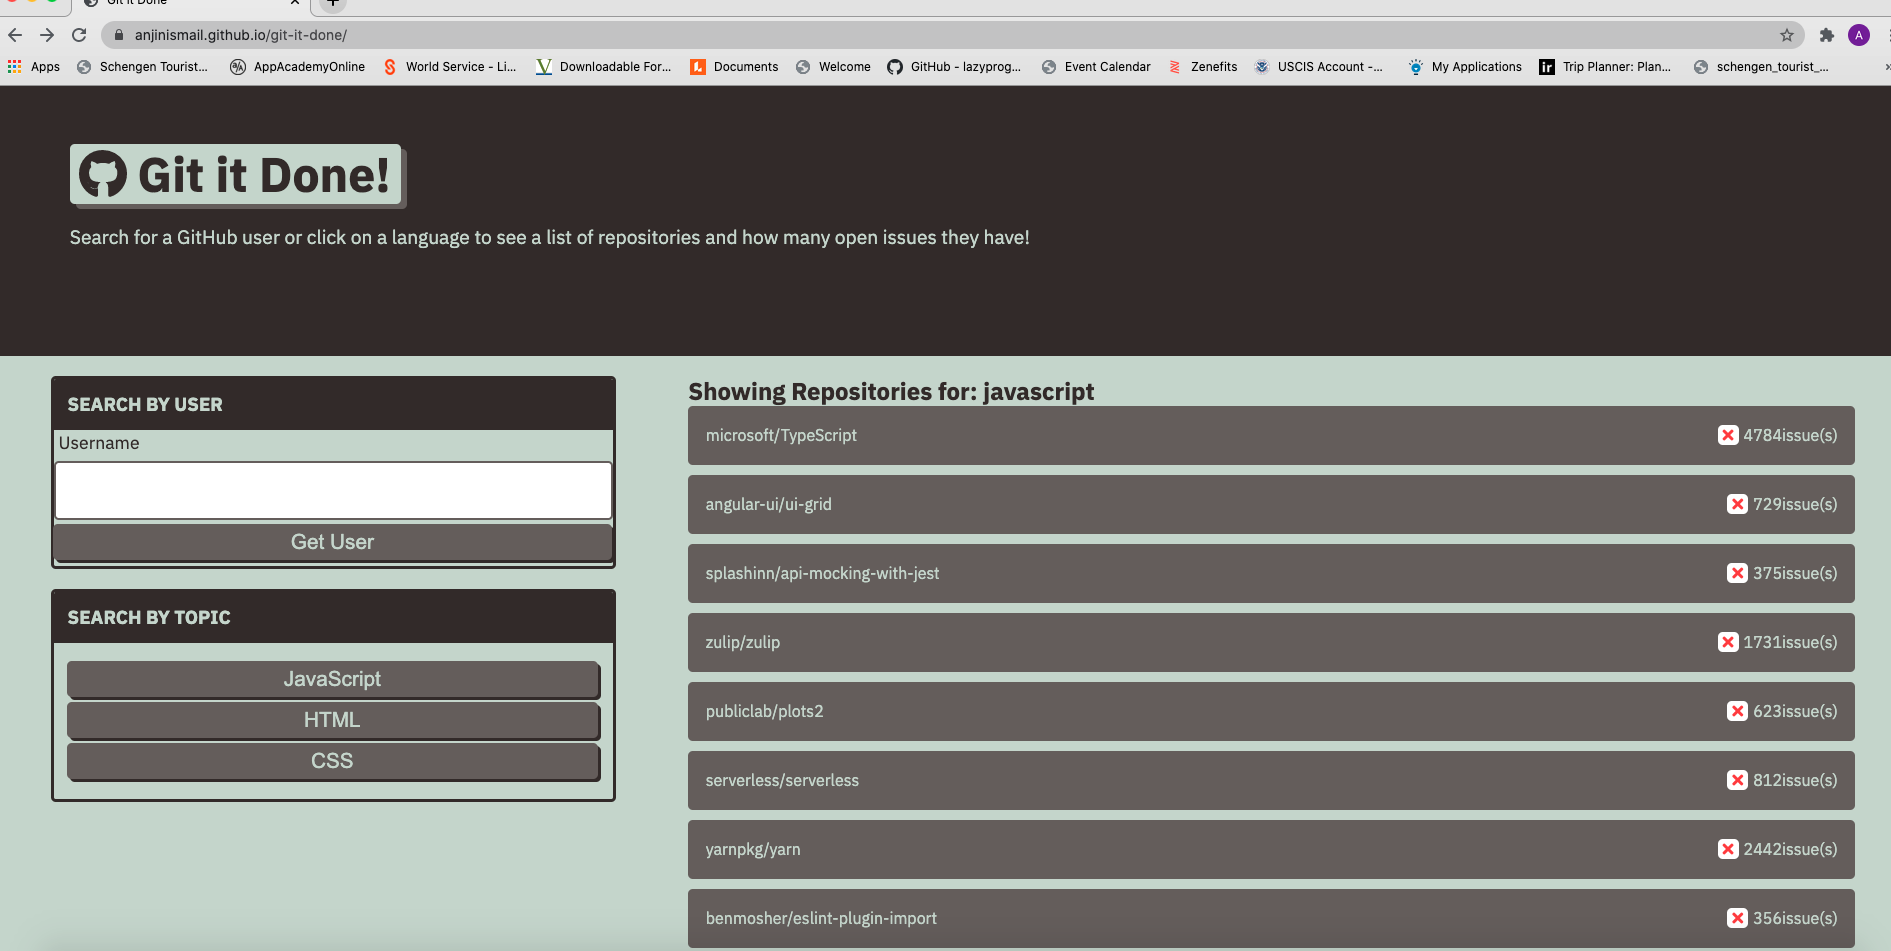 Git it Done
anjinismail.github.io/git-it-done/
A
Apps
Schengen Tourist...
AppAcademyOnline
World Service - Li...
Downloadable For...
Documents
Welcome
GitHub - lazyprog...
Event Calendar
Zenefits
USCIS Account -...
My Applications
Trip Planner: Plan...
schengen_tourist_...
Git it Done!
Search for a GitHub user or click on a language to see a list of repositories and how many open issues they have!
SEARCH BY USER
Username
Get User
SEARCH BY TOPIC
JavaScript
HTML
CSS
Showing Repositories for: javascript
microsoft/TypeScript 4784issue(s)
angular-ui/ui-grid 729issue(s)
splashinn/api-mocking-with-jest 375issue(s)
zulip/zulip 1731issue(s)
publiclab/plots2 623issue(s)
serverless/serverless 812issue(s)
yarnpkg/yarn 2442issue(s)
benmosher/eslint-plugin-import 356issue(s)